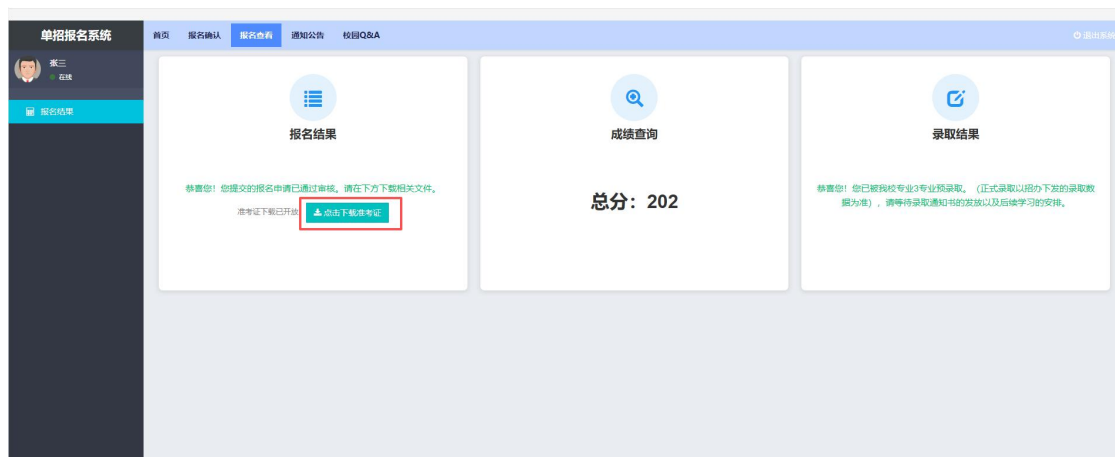 单招报名系统
首页 报名确认 报名查看 通知公告 校园Q&A
退出系统
张三
在线
报名结果
报名结果
恭喜您！您提交的报名申请已通过审核。请在下方下载相关文件。
准考证下载已开放
点击下载准考证
成绩查询
总分：202
录取结果
恭喜您！您已被我校专业3专业预录取。（正式录取以招办下发的录取数
据为准），请等待录取通知书的发放以及后续学习的安排。